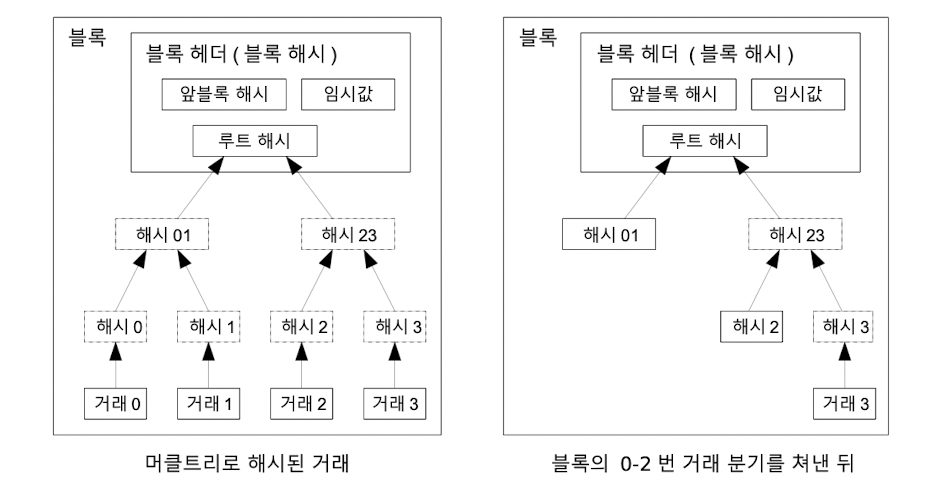 블록
블록 헤더 ( 블록 해시 )
앞블록 해시
임시값
루트 해시
해시 01
해시 23
해시 0
해시 1
해시 2
해시 3
거래 0
거래 1
거래 2
거래 3
머클트리로 해시된 거래
블록
블록 헤더 ( 블록 해시 )
앞블록 해시
임시값
루트 해시
해시 01
해시 23
해시 2
해시 3
거래 3
블록의 0-2 번 거래 분기를 쳐낸 뒤